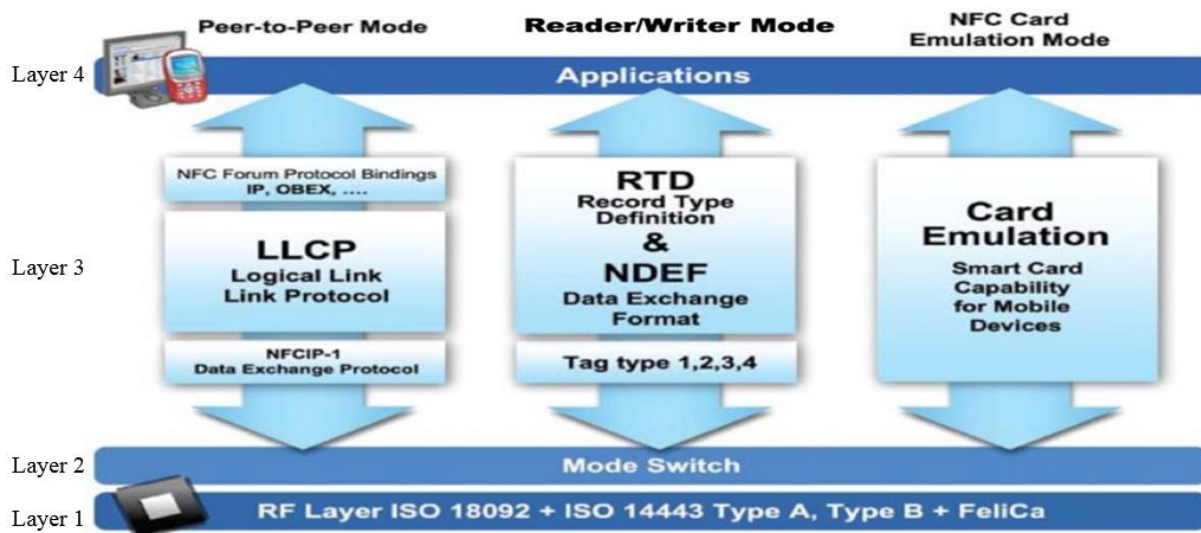 Peer-to-Peer Mode
Reader/Writer Mode
NFC Card
Emulation Mode
Layer 4
Applications
NFC Forum Protocol Bindings
IP, OBEX, ....
LLCP
Logical Link
Link Protocol
NFCIP-1
Data Exchange Protocol
RTD
Record Type
Definition
&
NDEF
Data Exchange
Format
Tag type 1,2,3,4
Card
Emulation
Smart Card
Capability
for Mobile
Devices
Layer 3
Layer 2
Mode Switch
Layer 1
RF Layer ISO 18092 + ISO 14443 Type A, Type B + FeliCa